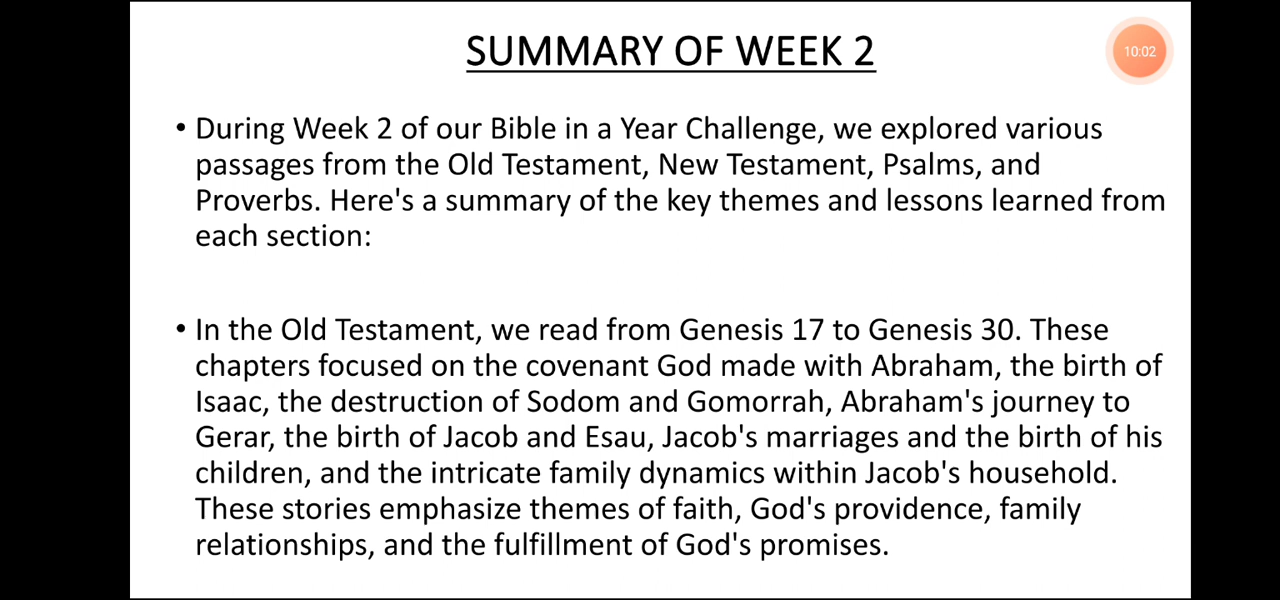 SUMMARY OF WEEK 2
10:02
• During Week 2 of our Bible in a Year Challenge, we explored various
passages from the Old Testament, New Testament, Psalms, and
Proverbs. Here's a summary of the key themes and lessons learned from
each section:
• In the Old Testament, we read from Genesis 17 to Genesis 30. These
chapters focused on the covenant God made with Abraham, the birth of
Isaac, the destruction of Sodom and Gomorrah, Abraham's journey to
Gerar, the birth of Jacob and Esau, Jacob's marriages and the birth of his
children, and the intricate family dynamics within Jacob's household.
These stories emphasize themes of faith, God's providence, family
relationships, and the fulfillment of God's promises.